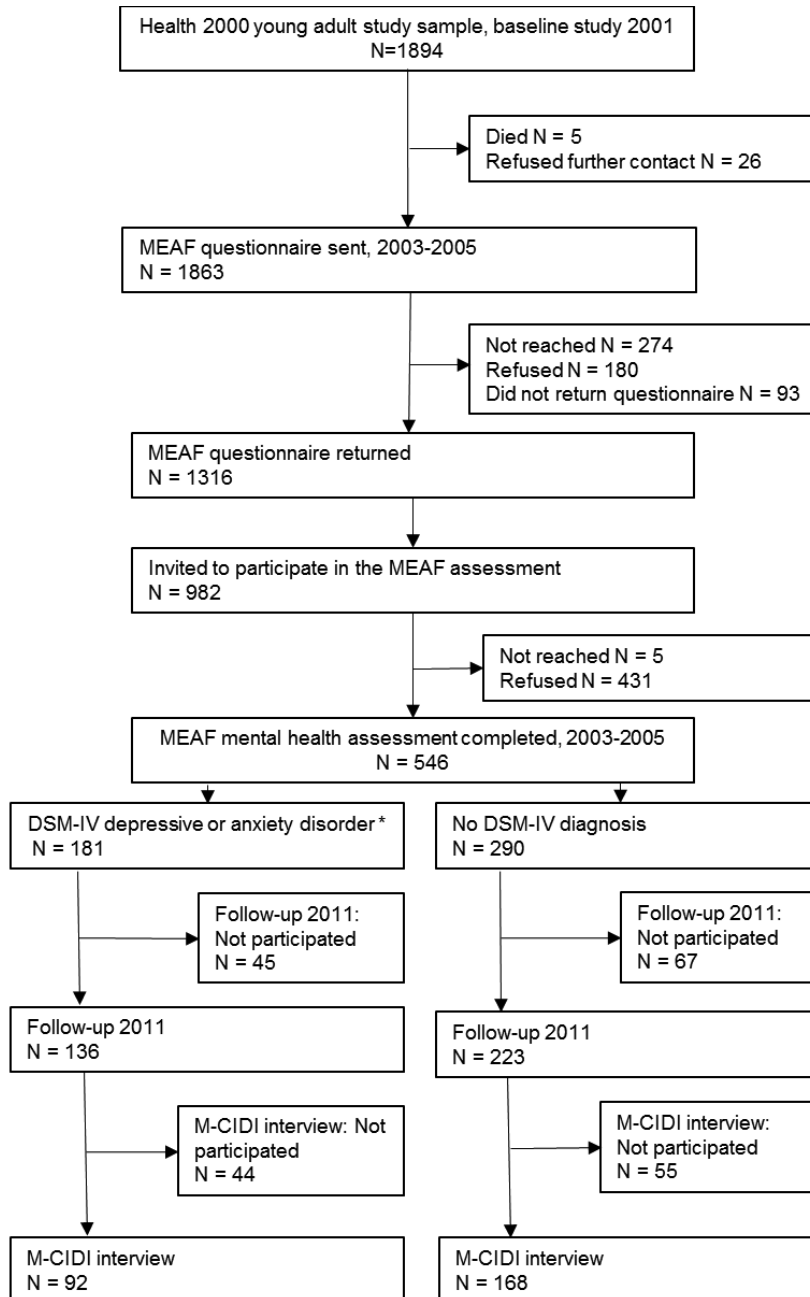 Health 2000 young adult study sample, baseline study 2001
N=1894
Died N = 5
Refused further contact N = 26
MEAF questionnaire sent, 2003-2005
N = 1863
Not reached N = 274
Refused N = 180
Did not return questionnaire N = 93
MEAF questionnaire returned
N = 1316
Invited to participate in the MEAF assessment
N = 982
Not reached N = 5
Refused N = 431
MEAF mental health assessment completed, 2003-2005
N = 546
DSM-IV depressive or anxiety disorder *
N = 181
No DSM-IV diagnosis
N = 290
Follow-up 2011:
Not participated
N = 45
Follow-up 2011:
Not participated
N = 67
Follow-up 2011
N = 136
Follow-up 2011
N = 223
M-CIDI interview: Not
participated
N = 44
M-CIDI interview:
Not participated
N = 55
M-CIDI interview
N = 92
M-CIDI interview
N = 168